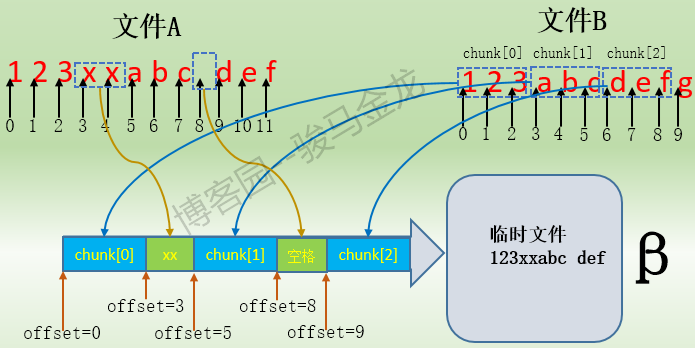 文件A
文件B
chunk[0] chunk[1] chunk[2]
1 2 3 x x a b c d e f
1 2 3 a b c d e f g
0 1 2 3 4 5 6 7 8 9 10 11
0 1 2 3 4 5 6 7 8 9
博客园--骏马金龙
chunk[0] xx chunk[1] 空格 chunk[2]
临时文件
123xxabc def
β
offset=3 offset=8
offset=0 offset=5 offset=9